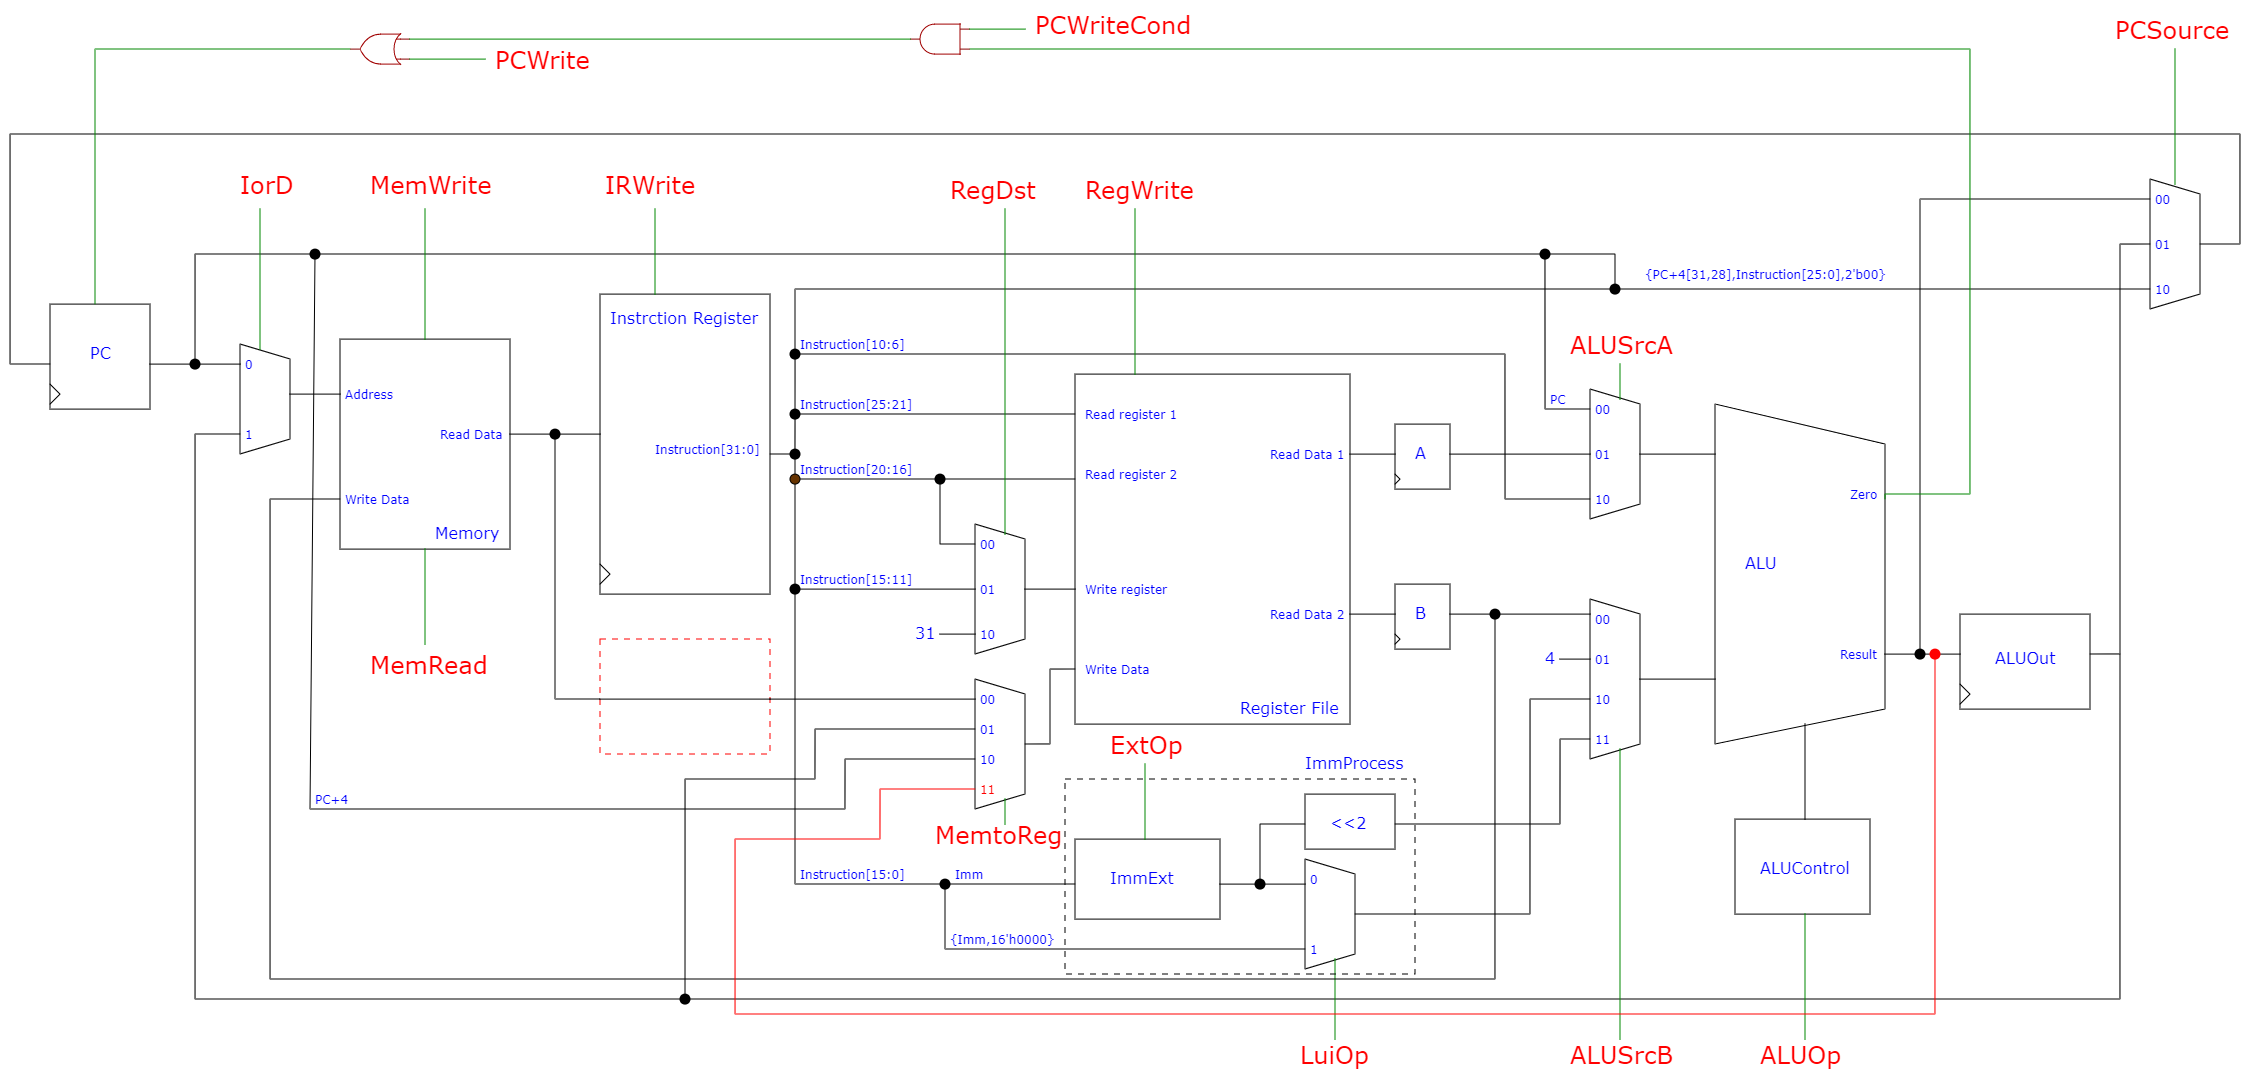 PCWriteCond
PCWrite
PCSource
IorD
MemWrite
IRWrite
RegDst
RegWrite
00
01
10
{PC+4[31,28],Instruction[25:0],2'b00}
PC
0
1
Address
Read Data
Write Data
Memory
MemRead
Instrction Register
Instruction[31:0]
Instruction[10:6]
Instruction[25:21]
Instruction[20:16]
Instruction[15:11]
00
01
31
10
Read register 1
Read register 2
Write register
Write Data
Read Data 1
Read Data 2
Register File
A
B
ALUSrcA
PC
00
01
10
00
4
01
10
11
Zero
ALU
Result
ALUOut
00
01
10
11
PC+4
MemtoReg
ExtOp
ImmProcess
<<2
Instruction[15:0]
Imm
ImmExt
0
{Imm,16'h0000}
1
ALUControl
LuiOp
ALUSrcB
ALUOp